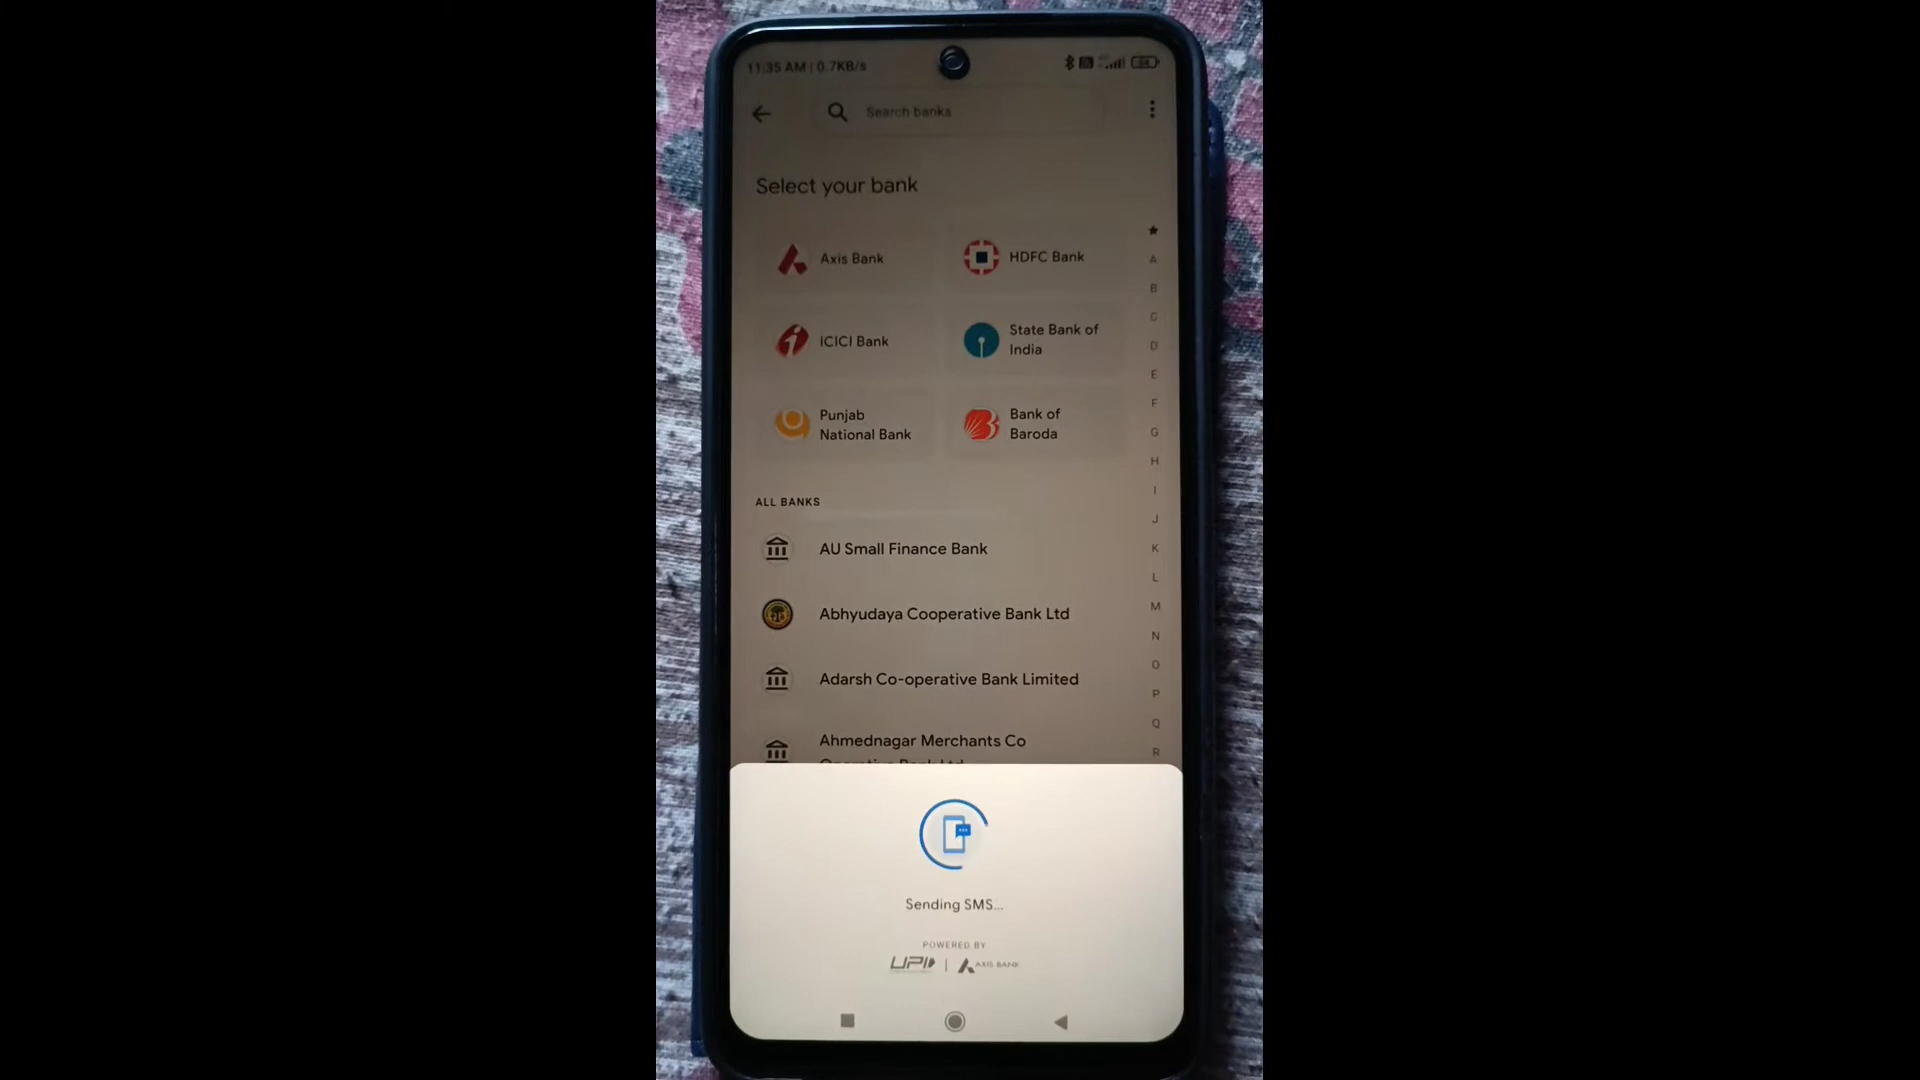 11:35 AM | 0.7KB/s
Search banks
Select your bank
Axis Bank
HDFC Bank
ICICI Bank
State Bank of
India
Punjab
National Bank
Bank of
Baroda
ALL BANKS
AU Small Finance Bank
Abhyudaya Cooperative Bank Ltd
Adarsh Co-operative Bank Limited
Ahmednagar Merchants Co
A
B
C
D
E
F
G
H
I
J
K
L
M
N
O
P
Q
R
Sending SMS...
POWERED BY
UPI | AXIS BANK